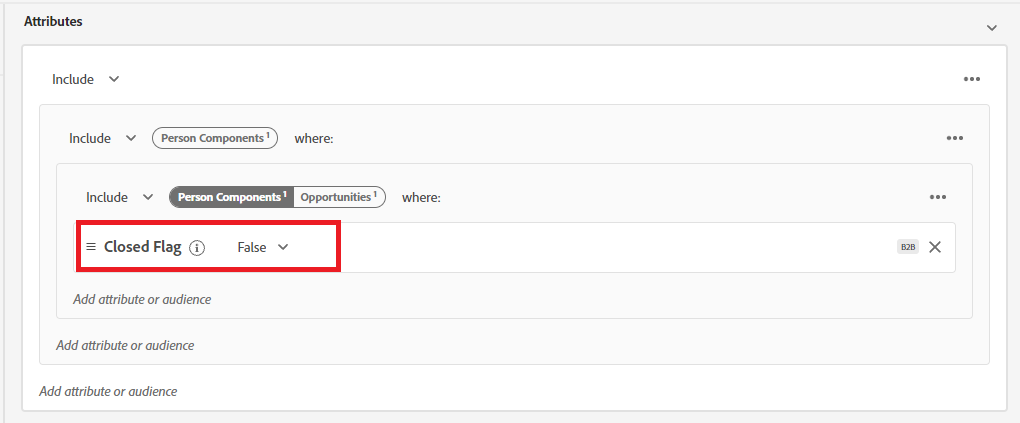 Attributes
Include
Include Person Components 1 where:
Include Person Components 1 Opportunities 1 where:
Closed Flag i False B2B
Add attribute or audience
Add attribute or audience
Add attribute or audience